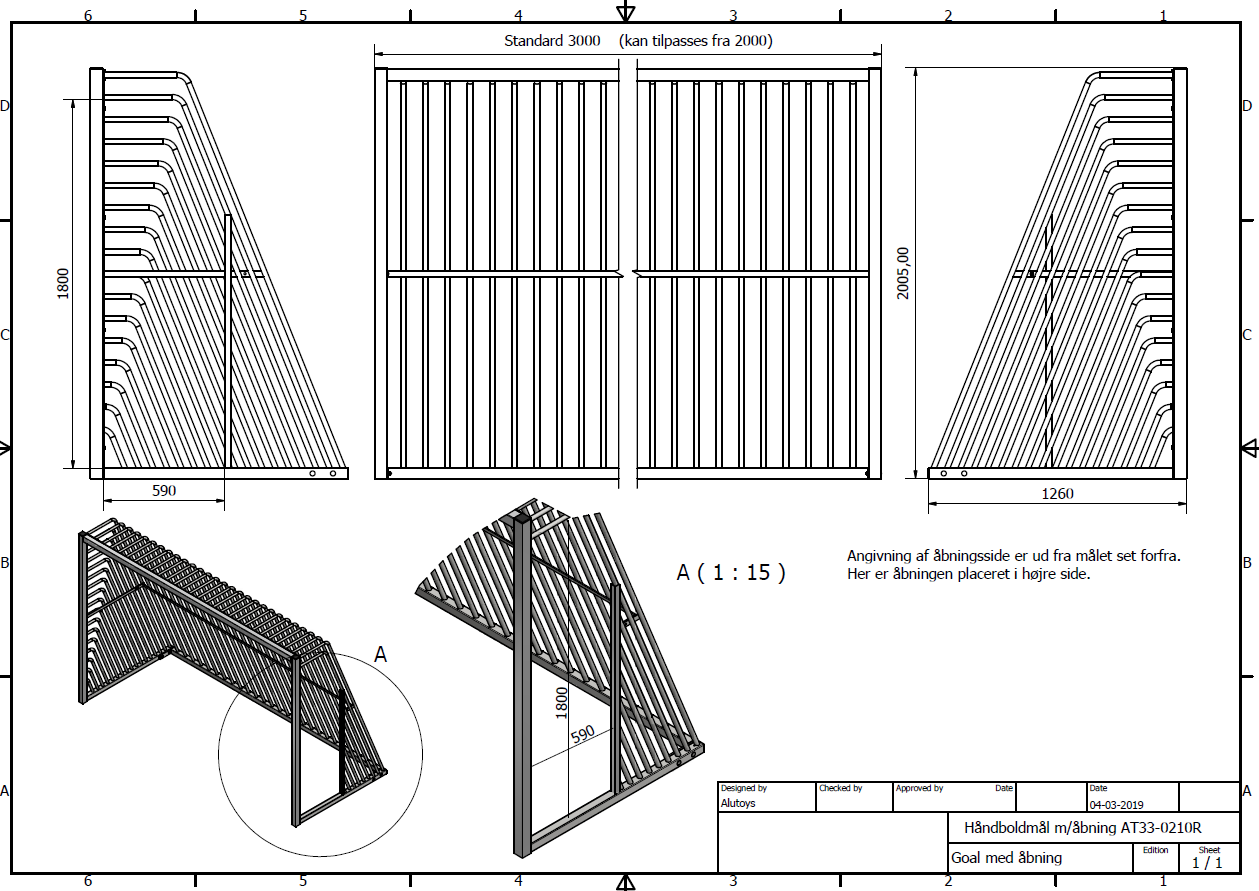 6 5 4 3 2 1
Standard 3000 (kan tilpasses fra 2000)
D D
1800
2005,00
C C
590
1260
B B
A ( 1 : 15 )
Angivning af åbningsside er ud fra målet set forfra.
Her er åbningen placeret i højre side.
A
1800
590
A A
Designed by Checked by Approved by Date Date
Alutoys 04-03-2019
Håndboldmål m/åbning AT33-0210R
Edition Sheet
Goal med åbning 1 / 1
6 5 4 3 2 1